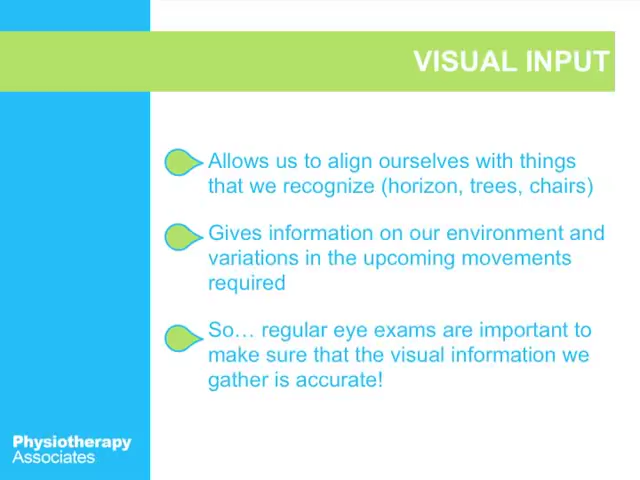 VISUAL INPUT
Allows us to align ourselves with things
that we recognize (horizon, trees, chairs)
Gives information on our environment and
variations in the upcoming movements
required
So… regular eye exams are important to
make sure that the visual information we
gather is accurate!
Physiotherapy
Associates